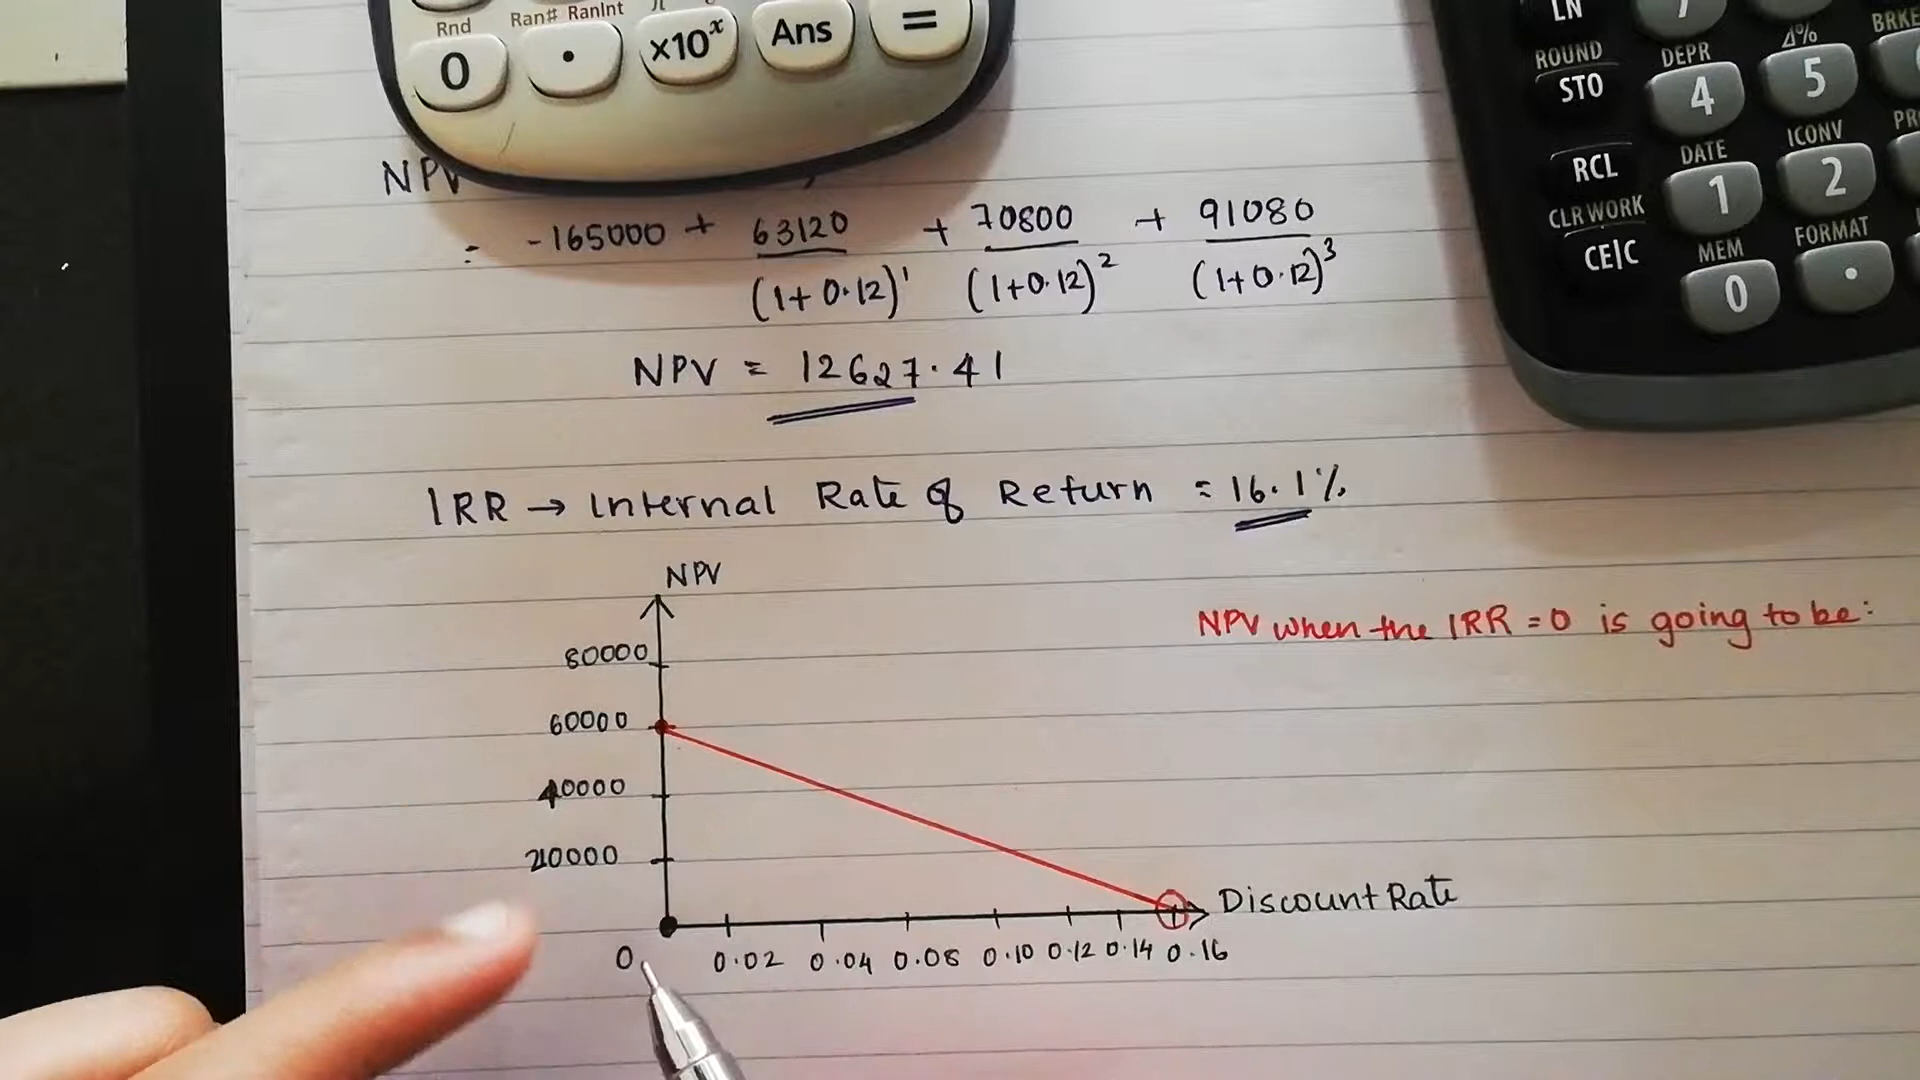 Rnd Ran# RanInt
0 . ×10x Ans =
LN
ROUND DEPR Δ% BRKE
STO 4 5
RCL DATE ICONV PR
1 2
CLR WORK MEM FORMAT
CE|C 0 .
NPV
= -165000 + 63120 + 70800 + 91080
(1+0.12)¹ (1+0.12)² (1+0.12)³
NPV = 12627.41
IRR → Internal Rate of Return = 16.1%
NPV
NPV when the IRR = 0 is going to be:
80000
60000
40000
20000
Discount Rate
0 0.02 0.04 0.08 0.10 0.12 0.14 0.16